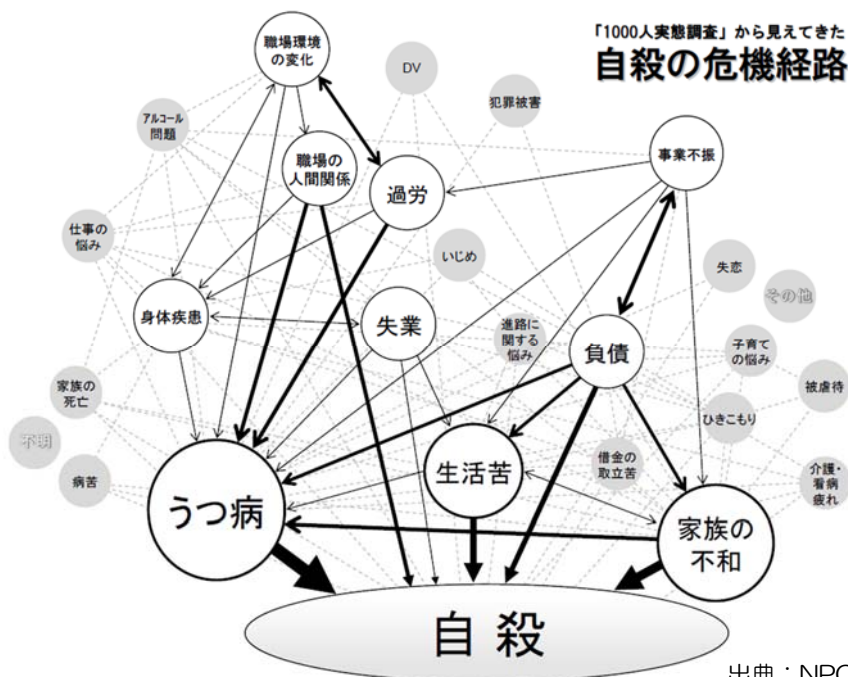 「1000人実態調査」から見えてきた
自殺の危機経路
職場環境
の変化
DV
犯罪被害
アルコール
問題
職場の
人間関係
過労
事業不振
仕事の
悩み
いじめ
失恋
その他
身体疾患
失業
進路に
関する
悩み
負債
子育て
の悩み
家族の
死亡
被虐待
ひきこもり
不明
病苦
うつ病
生活苦
借金の
取立苦
介護・
看病
疲れ
家族の
不和
自殺
出典：NPO